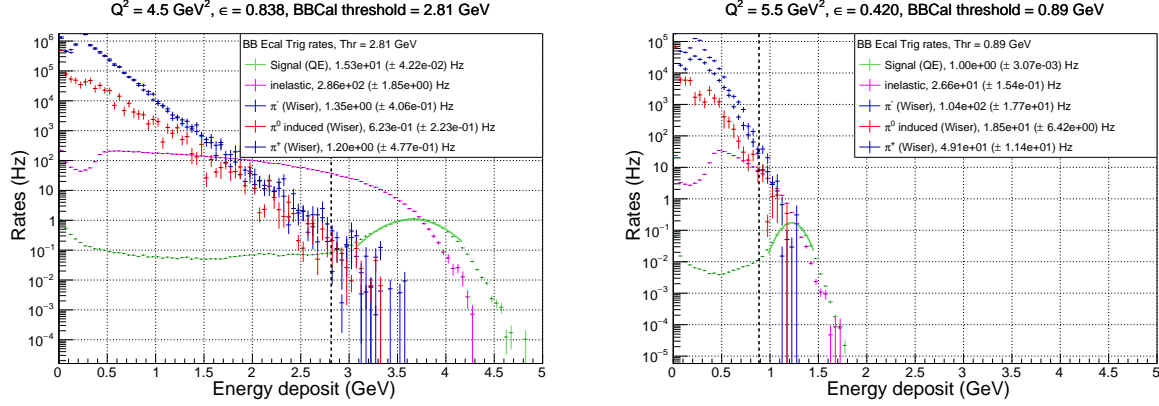 Q² = 4.5 GeV², ϵ = 0.838, BBCal threshold = 2.81 GeV
Rates (Hz)
10⁶
10⁵
10⁴
10³
10²
10
1
10⁻¹
10⁻²
10⁻³
10⁻⁴
BB Ecal Trig rates, Thr = 2.81 GeV
Signal (QE), 1.53e+01 (± 4.22e-02) Hz
inelastic, 2.86e+02 (± 1.85e+00) Hz
π⁻ (Wiser), 1.35e+00 (± 4.06e-01) Hz
π⁰ induced (Wiser), 6.23e-01 (± 2.23e-01) Hz
π⁺ (Wiser), 1.20e+00 (± 4.77e-01) Hz
0 0.5 1 1.5 2 2.5 3 3.5 4 4.5 5
Energy deposit (GeV)
Q² = 5.5 GeV², ϵ = 0.420, BBCal threshold = 0.89 GeV
Rates (Hz)
10⁵
10⁴
10³
10²
10
1
10⁻¹
10⁻²
10⁻³
10⁻⁴
10⁻⁵
BB Ecal Trig rates, Thr = 0.89 GeV
Signal (QE), 1.00e+00 (± 3.07e-03) Hz
inelastic, 2.66e+01 (± 1.54e-01) Hz
π⁻ (Wiser), 1.04e+02 (± 1.77e+01) Hz
π⁰ induced (Wiser), 1.85e+01 (± 6.42e+00) Hz
π⁺ (Wiser), 4.91e+01 (± 1.14e+01) Hz
0 0.5 1 1.5 2 2.5 3 3.5 4 4.5 5
Energy deposit (GeV)